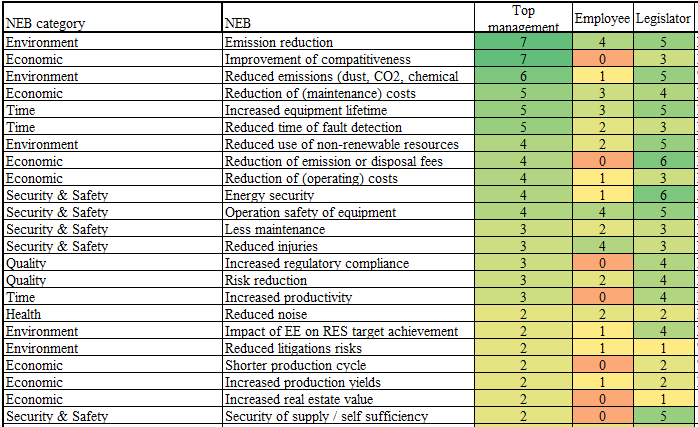 NEB category NEB Top management Employee Legislator
Environment Emission reduction 7 4 5
Economic Improvement of compatitiveness 7 0 3
Environment Reduced emissions (dust, CO2, chemical 6 1 5
Economic Reduction of (maintenance) costs 5 3 4
Time Increased equipment lifetime 5 3 5
Time Reduced time of fault detection 5 2 3
Environment Reduced use of non-renewable resources 4 2 5
Economic Reduction of emission or disposal fees 4 0 6
Economic Reduction of (operating) costs 4 1 3
Security & Safety Energy security 4 1 6
Security & Safety Operation safety of equipment 4 4 5
Security & Safety Less maintenance 3 2 3
Security & Safety Reduced injuries 3 4 3
Quality Increased regulatory compliance 3 0 4
Quality Risk reduction 3 2 4
Time Increased productivity 3 0 4
Health Reduced noise 2 2 2
Environment Impact of EE on RES target achievement 2 1 4
Environment Reduced litigations risks 2 1 1
Economic Shorter production cycle 2 0 2
Economic Increased production yields 2 1 2
Economic Increased real estate value 2 0 1
Security & Safety Security of supply / self sufficiency 2 0 5